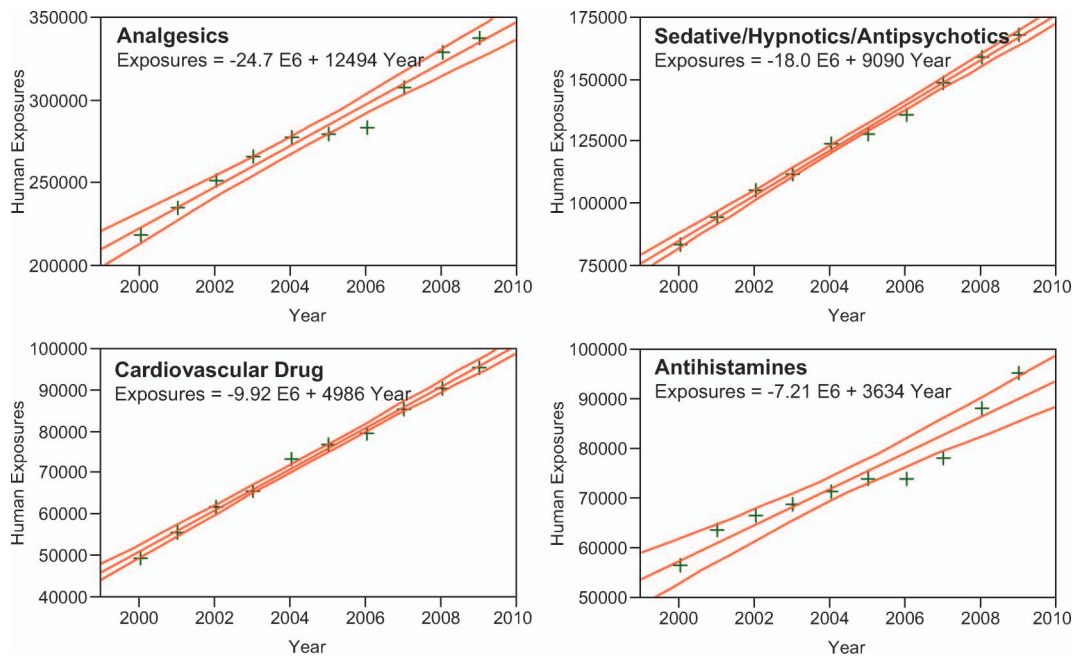 Analgesics
Exposures = -24.7 E6 + 12494 Year
Human Exposures
350000
300000
250000
200000
2000 2002 2004 2006 2008 2010
Year
Sedative/Hypnotics/Antipsychotics
Exposures = -18.0 E6 + 9090 Year
Human Exposures
175000
150000
125000
100000
75000
2000 2002 2004 2006 2008 2010
Year
Cardiovascular Drug
Exposures = -9.92 E6 + 4986 Year
Human Exposures
100000
90000
80000
70000
60000
50000
40000
2000 2002 2004 2006 2008 2010
Year
Antihistamines
Exposures = -7.21 E6 + 3634 Year
Human Exposures
100000
90000
80000
70000
60000
50000
2000 2002 2004 2006 2008 2010
Year